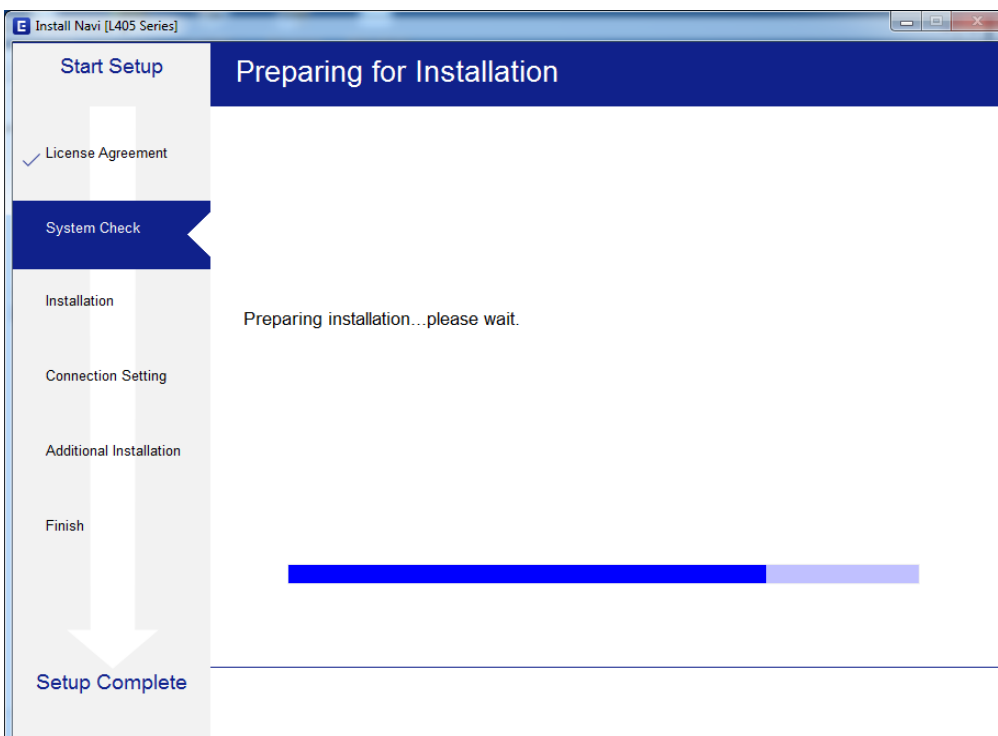 E Install Navi [L405 Series]
Start Setup
Preparing for Installation
License Agreement
System Check
Installation
Preparing installation...please wait.
Connection Setting
Additional Installation
Finish
Setup Complete